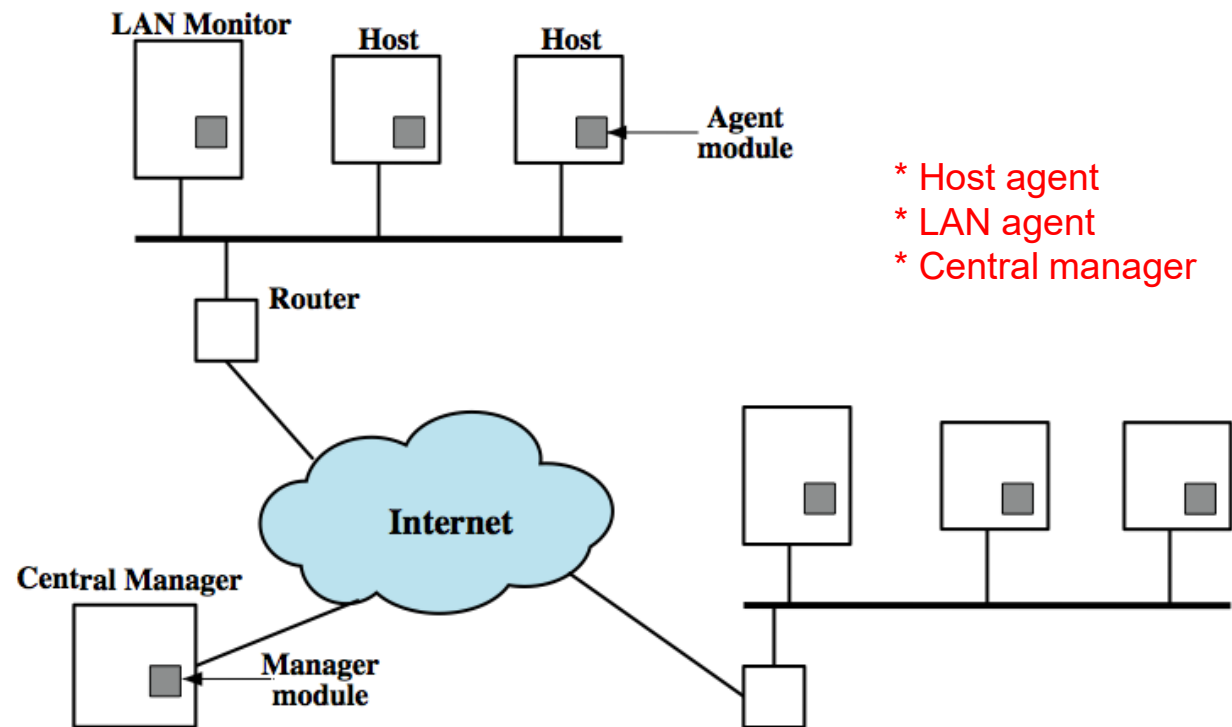 LAN Monitor
Host
Host
Agent
module
* Host agent
* LAN agent
* Central manager
Router
Internet
Central Manager
Manager
module